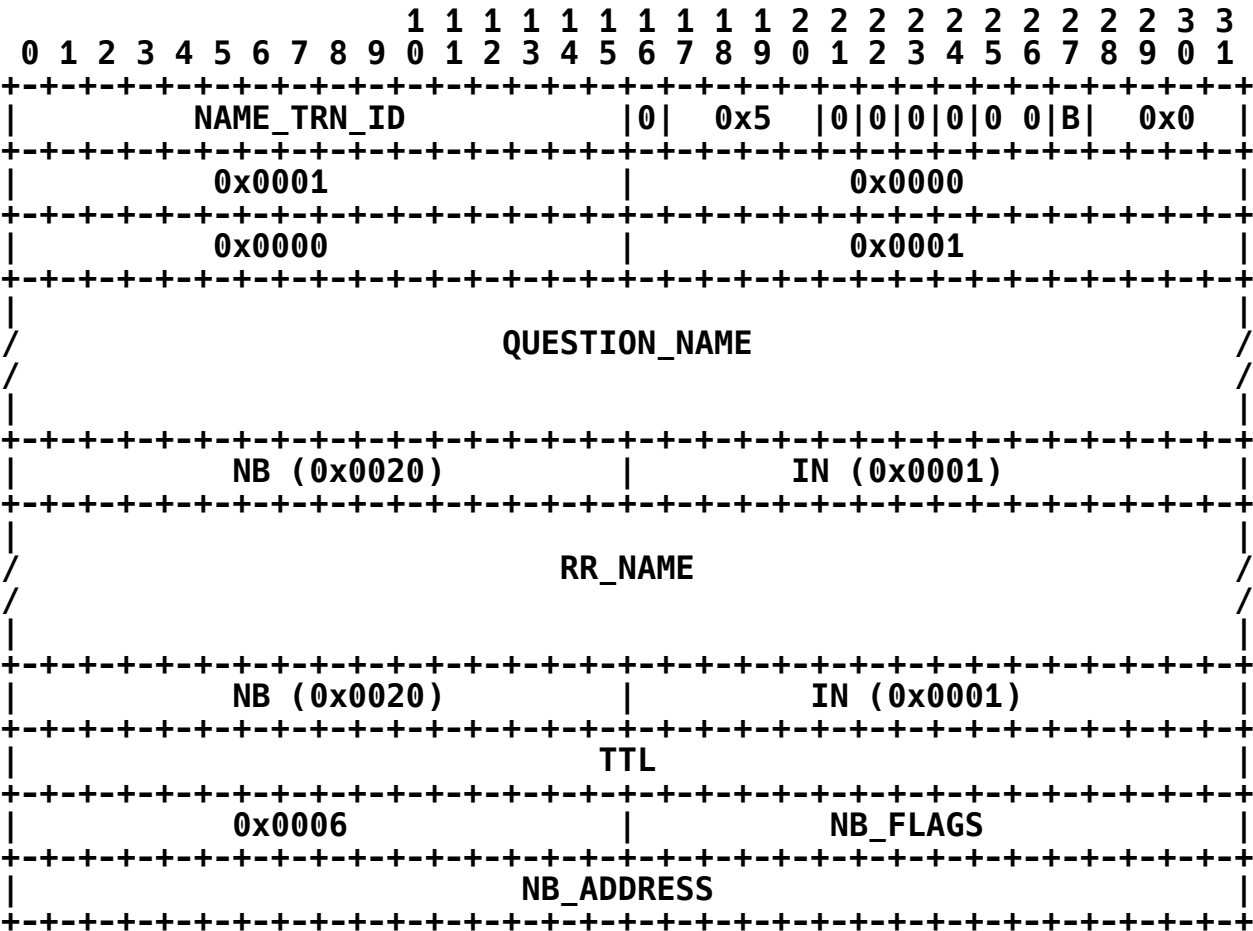 1 1 1 1 1 1 1 1 1 1 2 2 2 2 2 2 2 2 2 2 3 3
 0 1 2 3 4 5 6 7 8 9 0 1 2 3 4 5 6 7 8 9 0 1 2 3 4 5 6 7 8 9 0 1
+-+-+-+-+-+-+-+-+-+-+-+-+-+-+-+-+-+-+-+-+-+-+-+-+-+-+-+-+-+-+-+-+
|         NAME_TRN_ID           |0|  0x5  |0|0|0|0|0 0|B|  0x0  |
+-+-+-+-+-+-+-+-+-+-+-+-+-+-+-+-+-+-+-+-+-+-+-+-+-+-+-+-+-+-+-+-+
|          0x0001               |           0x0000              |
+-+-+-+-+-+-+-+-+-+-+-+-+-+-+-+-+-+-+-+-+-+-+-+-+-+-+-+-+-+-+-+-+
|          0x0000               |           0x0001              |
+-+-+-+-+-+-+-+-+-+-+-+-+-+-+-+-+-+-+-+-+-+-+-+-+-+-+-+-+-+-+-+-+
|                                                               |
/                         QUESTION_NAME                         /
/                                                               /
|                                                               |
+-+-+-+-+-+-+-+-+-+-+-+-+-+-+-+-+-+-+-+-+-+-+-+-+-+-+-+-+-+-+-+-+
|           NB (0x0020)         |        IN (0x0001)            |
+-+-+-+-+-+-+-+-+-+-+-+-+-+-+-+-+-+-+-+-+-+-+-+-+-+-+-+-+-+-+-+-+
|                                                               |
/                            RR_NAME                            /
/                                                               /
|                                                               |
+-+-+-+-+-+-+-+-+-+-+-+-+-+-+-+-+-+-+-+-+-+-+-+-+-+-+-+-+-+-+-+-+
|           NB (0x0020)         |         IN (0x0001)           |
+-+-+-+-+-+-+-+-+-+-+-+-+-+-+-+-+-+-+-+-+-+-+-+-+-+-+-+-+-+-+-+-+
|                              TTL                              |
+-+-+-+-+-+-+-+-+-+-+-+-+-+-+-+-+-+-+-+-+-+-+-+-+-+-+-+-+-+-+-+-+
|           0x0006              |          NB_FLAGS             |
+-+-+-+-+-+-+-+-+-+-+-+-+-+-+-+-+-+-+-+-+-+-+-+-+-+-+-+-+-+-+-+-+
|                          NB_ADDRESS                           |
+-+-+-+-+-+-+-+-+-+-+-+-+-+-+-+-+-+-+-+-+-+-+-+-+-+-+-+-+-+-+-+-+